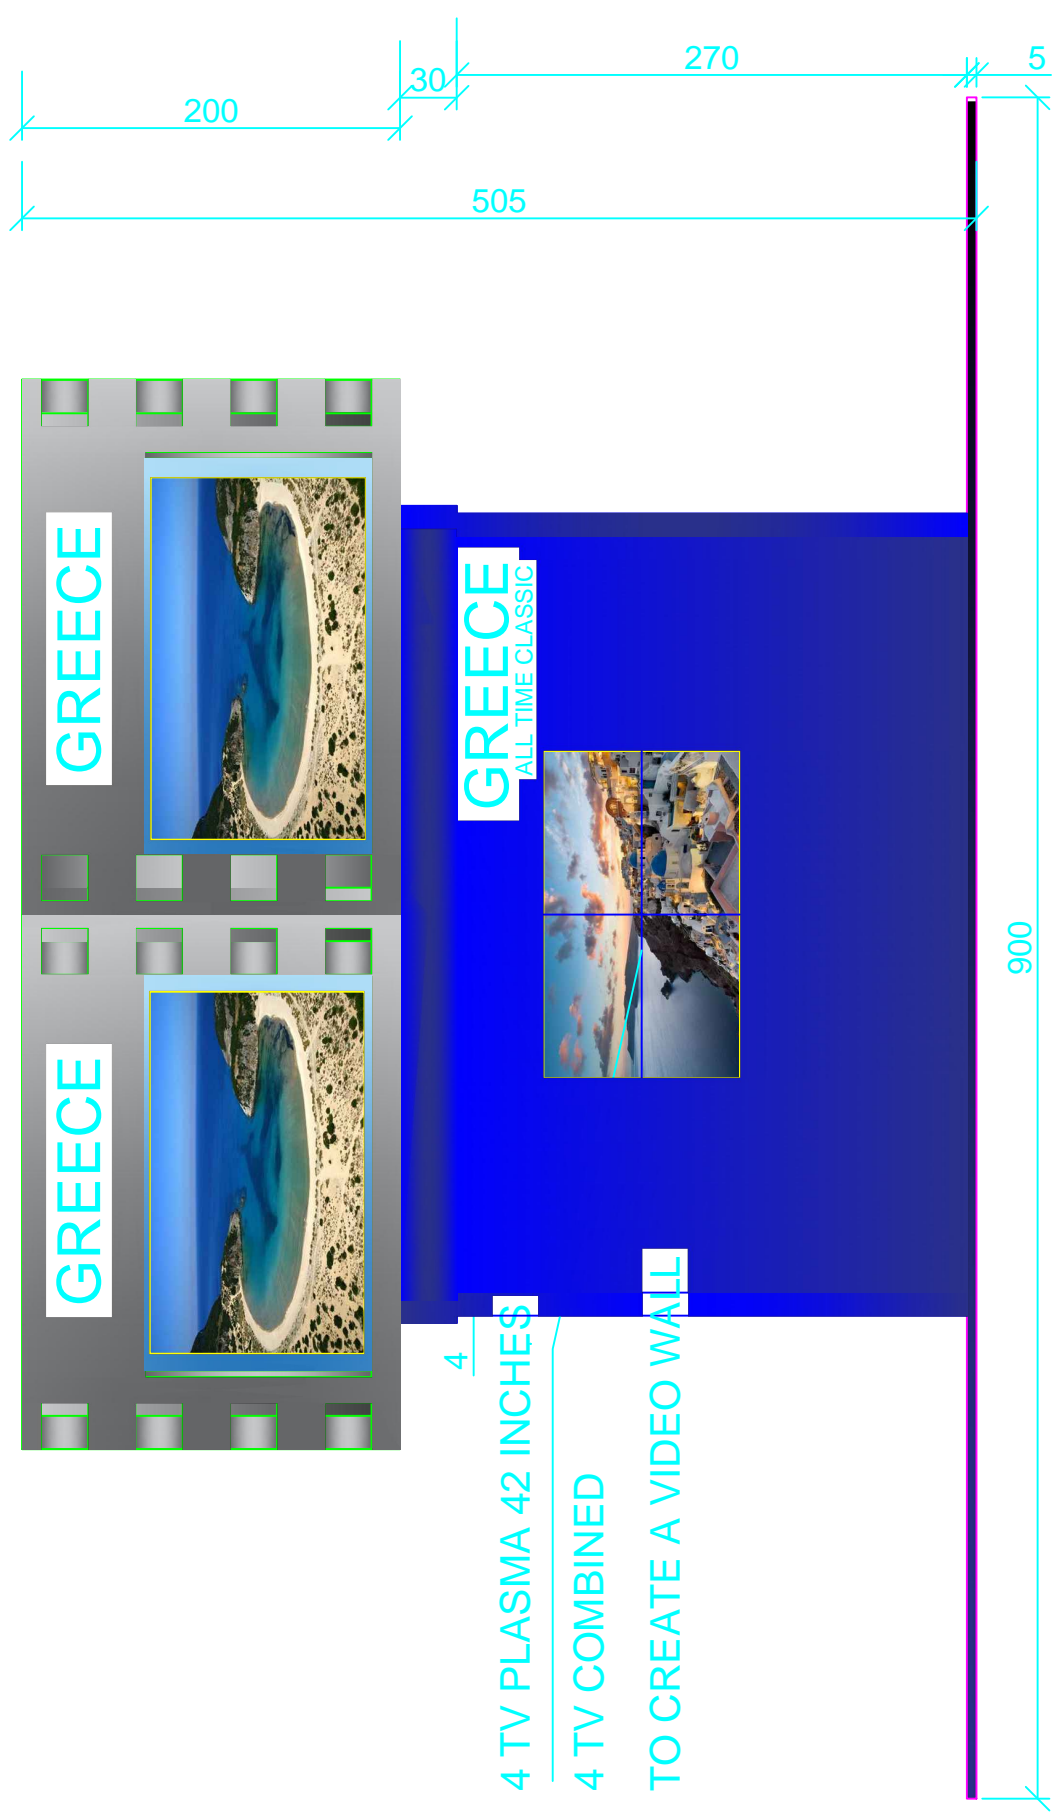 200
30
270
5
505
GREECE
GREECE
GREECE
ALL TIME CLASSIC
900
4
4 TV PLASMA 42 INCHES
4 TV COMBINED
TO CREATE A VIDEO WALL